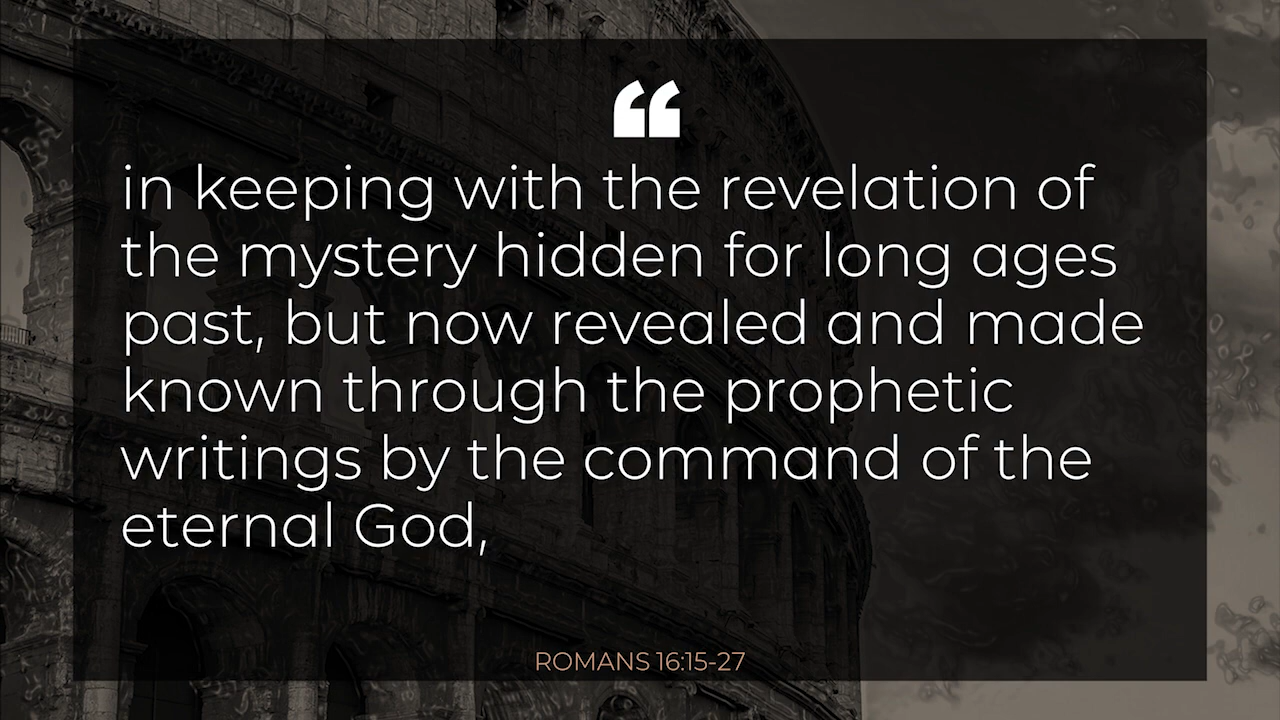 “
in keeping with the revelation of
the mystery hidden for long ages
past, but now revealed and made
known through the prophetic
writings by the command of the
eternal God,
ROMANS 16:15-27